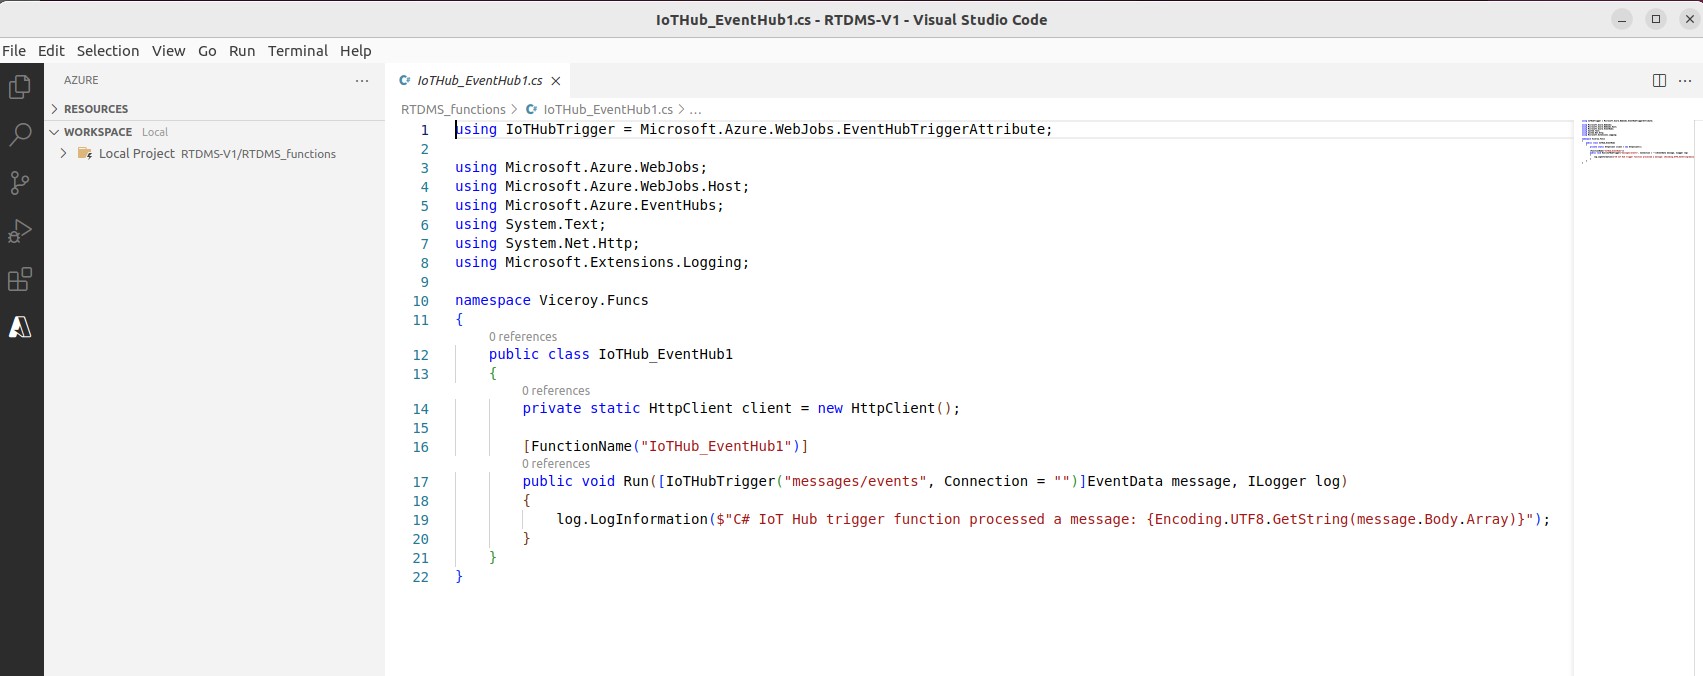 IoTHub_EventHub1.cs - RTDMS-V1 - Visual Studio Code
File Edit Selection View Go Run Terminal Help
AZURE
RESOURCES
WORKSPACE Local
Local Project RTDMS-V1/RTDMS_functions
C# IoTHub_EventHub1.cs
RTDMS_functions > C# IoTHub_EventHub1.cs > ...
1 using IoTHubTrigger = Microsoft.Azure.WebJobs.EventHubTriggerAttribute;
2
3 using Microsoft.Azure.WebJobs;
4 using Microsoft.Azure.WebJobs.Host;
5 using Microsoft.Azure.EventHubs;
6 using System.Text;
7 using System.Net.Http;
8 using Microsoft.Extensions.Logging;
9
10 namespace Viceroy.Funcs
11 {
0 references
12 public class IoTHub_EventHub1
13 {
0 references
14 private static HttpClient client = new HttpClient();
15
16 [FunctionName("IoTHub_EventHub1")]
0 references
17 public void Run([IoTHubTrigger("messages/events", Connection = "")]EventData message, ILogger log)
18 {
19 log.LogInformation($"C# IoT Hub trigger function processed a message: {Encoding.UTF8.GetString(message.Body.Array)}");
20 }
21 }
22 }